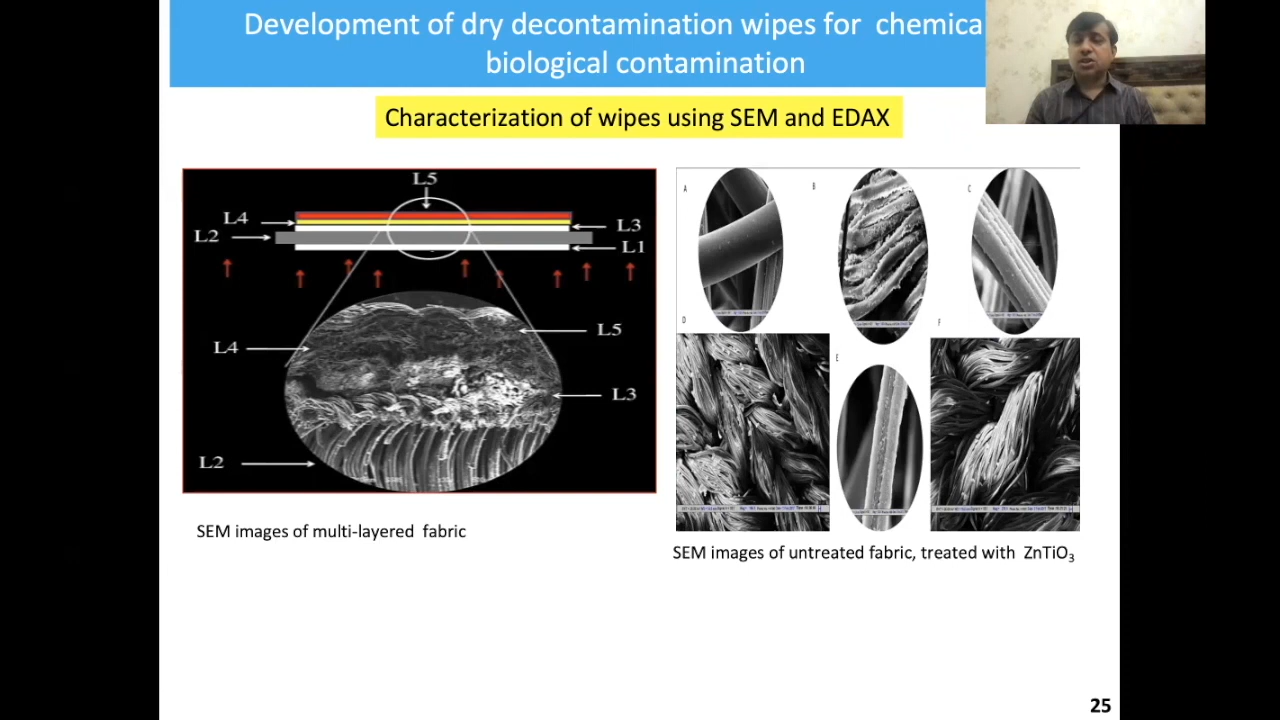 Development of dry decontamination wipes for chemica
biological contamination
Characterization of wipes using SEM and EDAX
L5
L4
L3
L2
L1
L5
L4
L3
L2
SEM images of multi-layered fabric
A
B
C
D
E
F
SEM images of untreated fabric, treated with ZnTiO₃
25